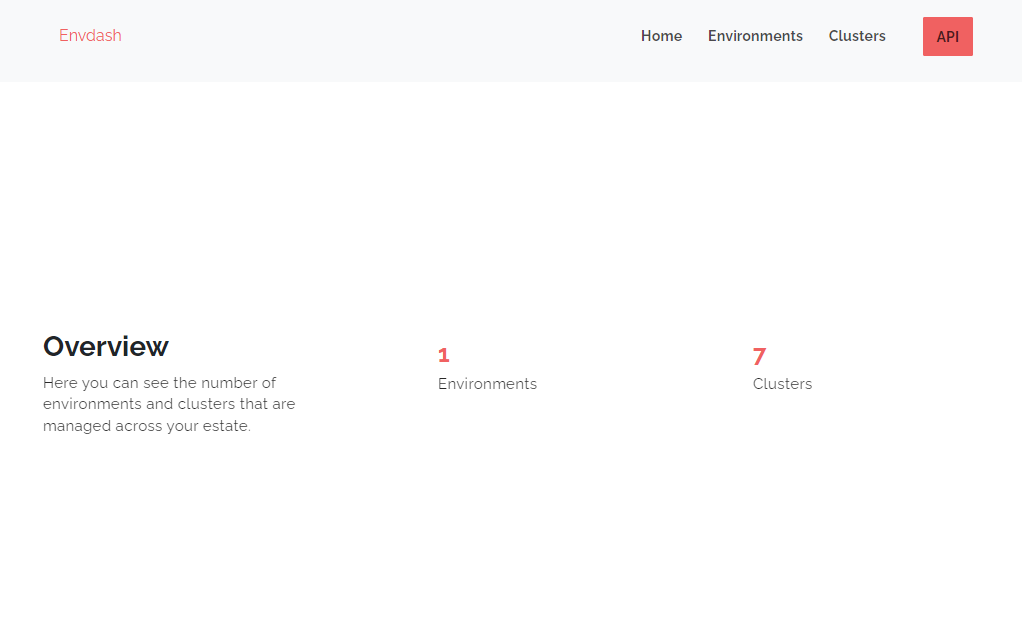 Envdash
Home Environments Clusters API
Overview
Here you can see the number of
environments and clusters that are
managed across your estate.
1
Environments
7
Clusters